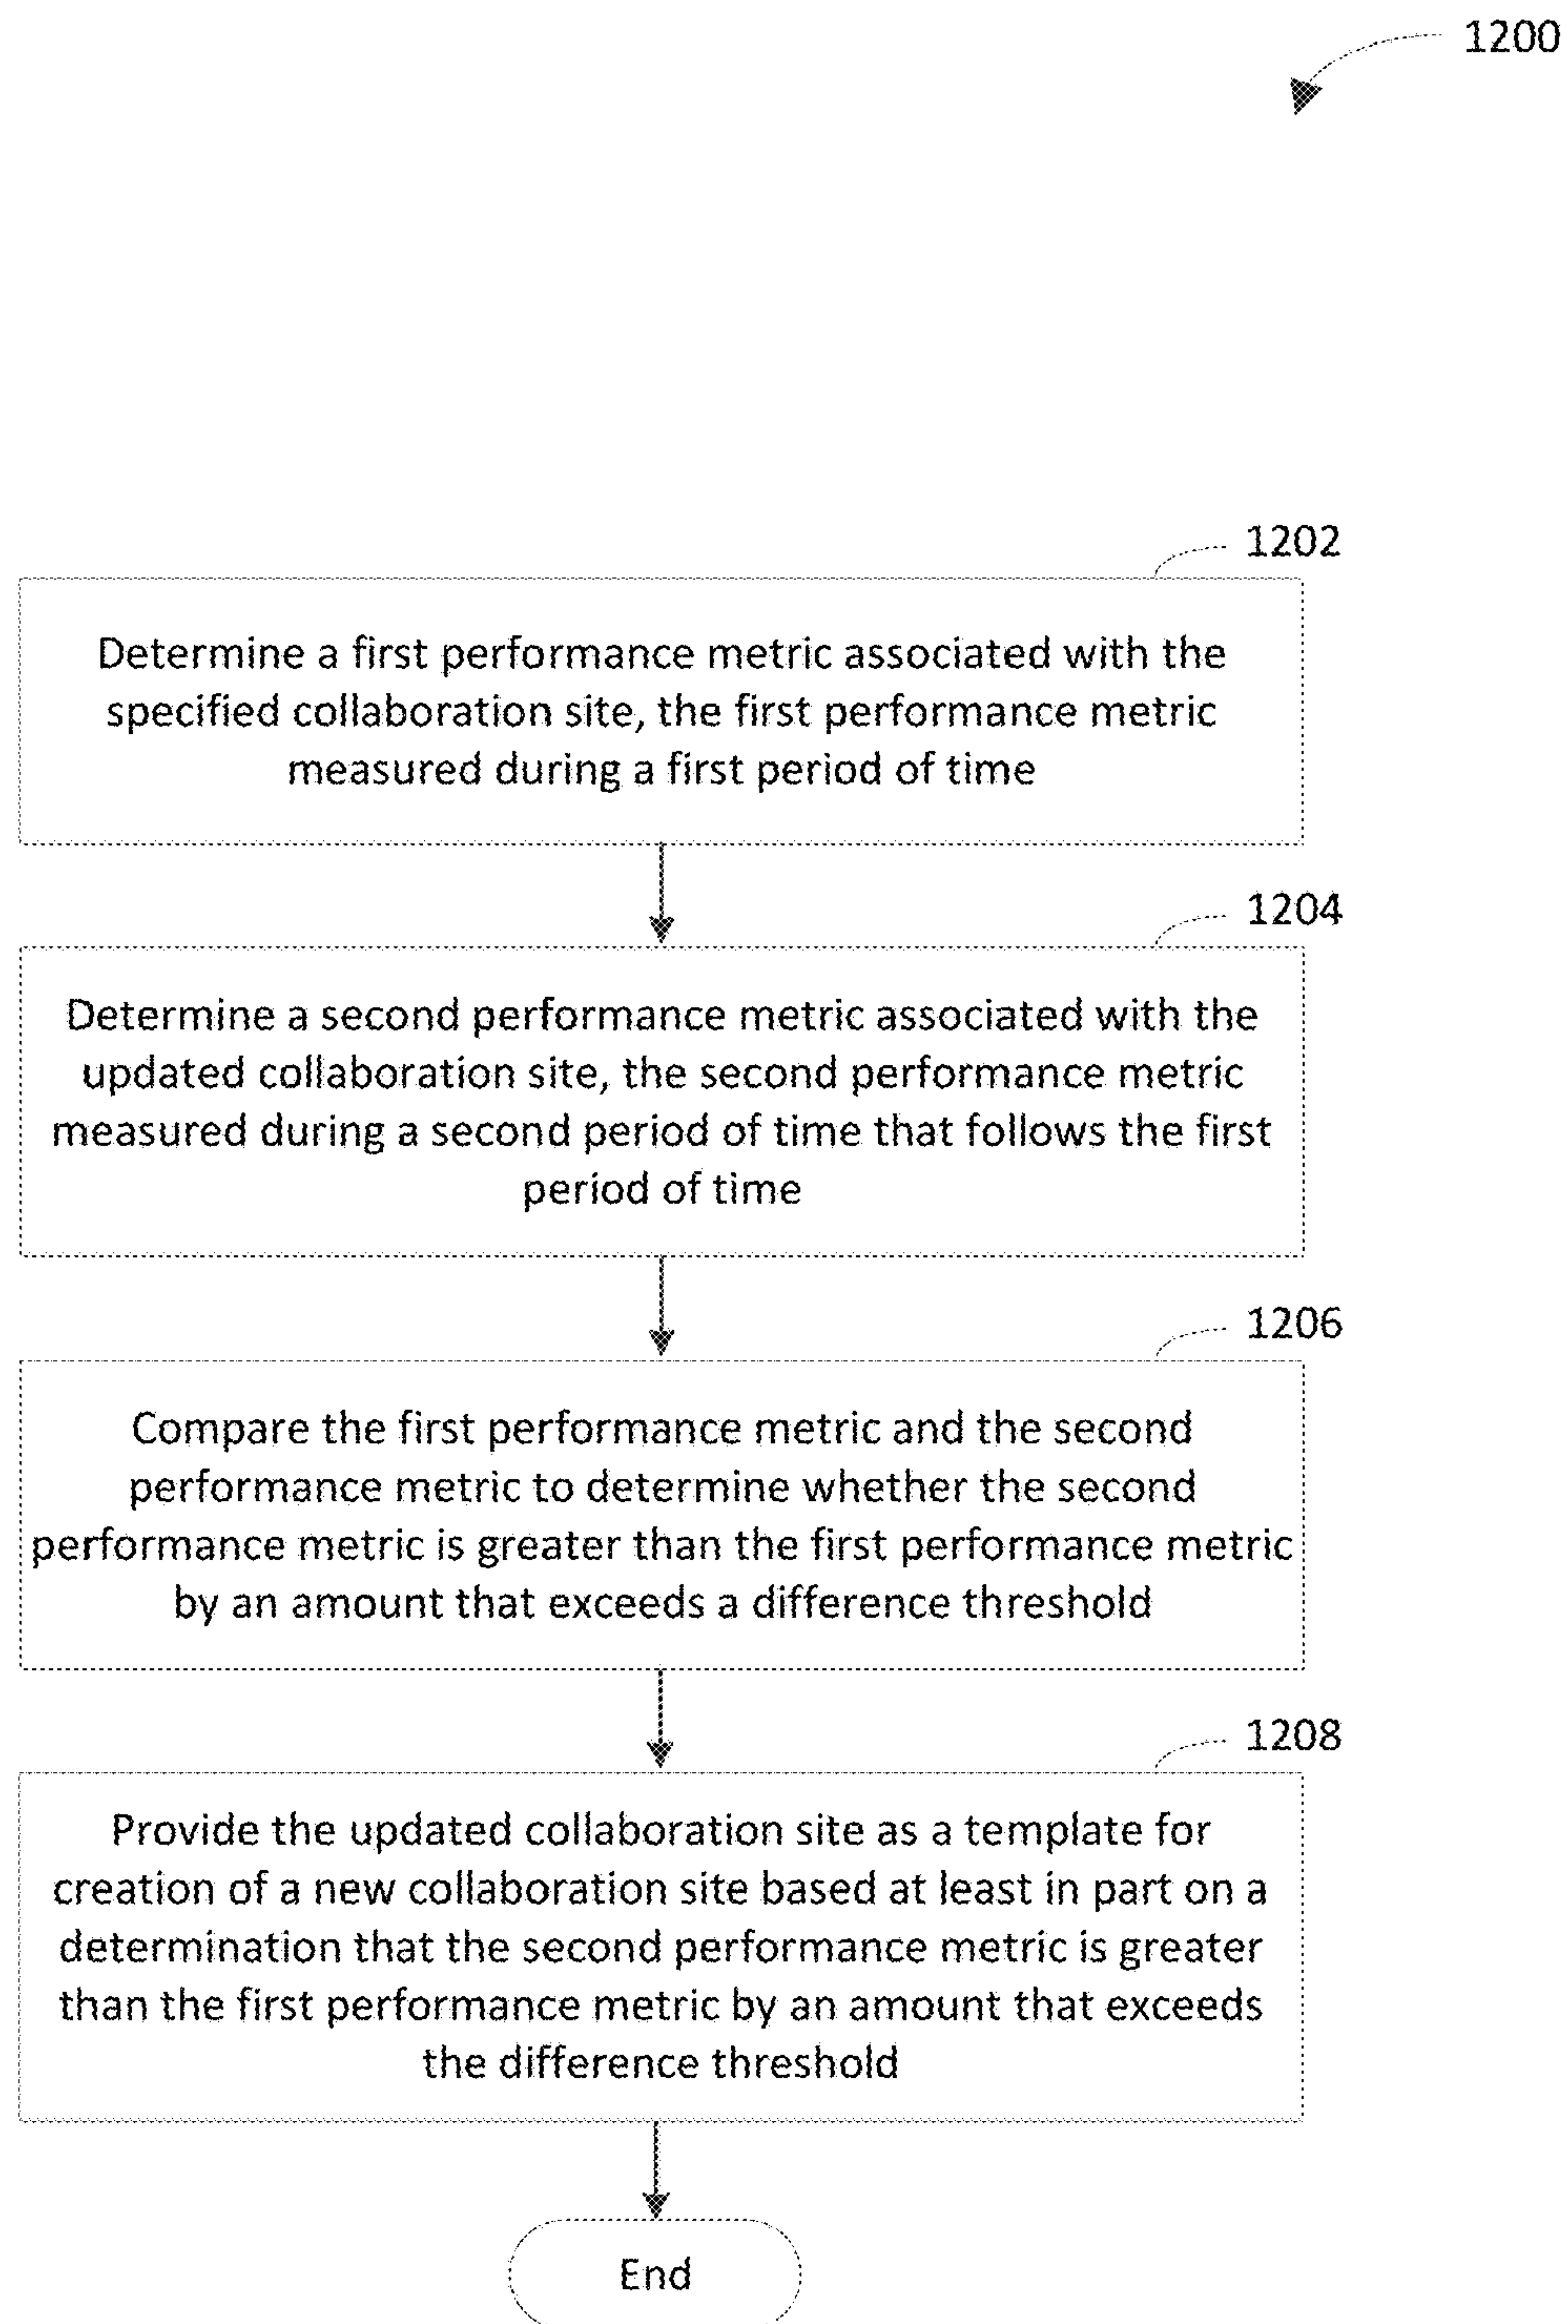 1200
1202
Determine a first performance metric associated with the
specified collaboration site, the first performance metric
measured during a first period of time
1204
Determine a second performance metric associated with the
updated collaboration site, the second performance metric
measured during a second period of time that follows the first
period of time
1206
Compare the first performance metric and the second
performance metric to determine whether the second
performance metric is greater than the first performance metric
by an amount that exceeds a difference threshold
1208
Provide the updated collaboration site as a template for
creation of a new collaboration site based at least in part on a
determination that the second performance metric is greater
than the first performance metric by an amount that exceeds
the difference threshold
End